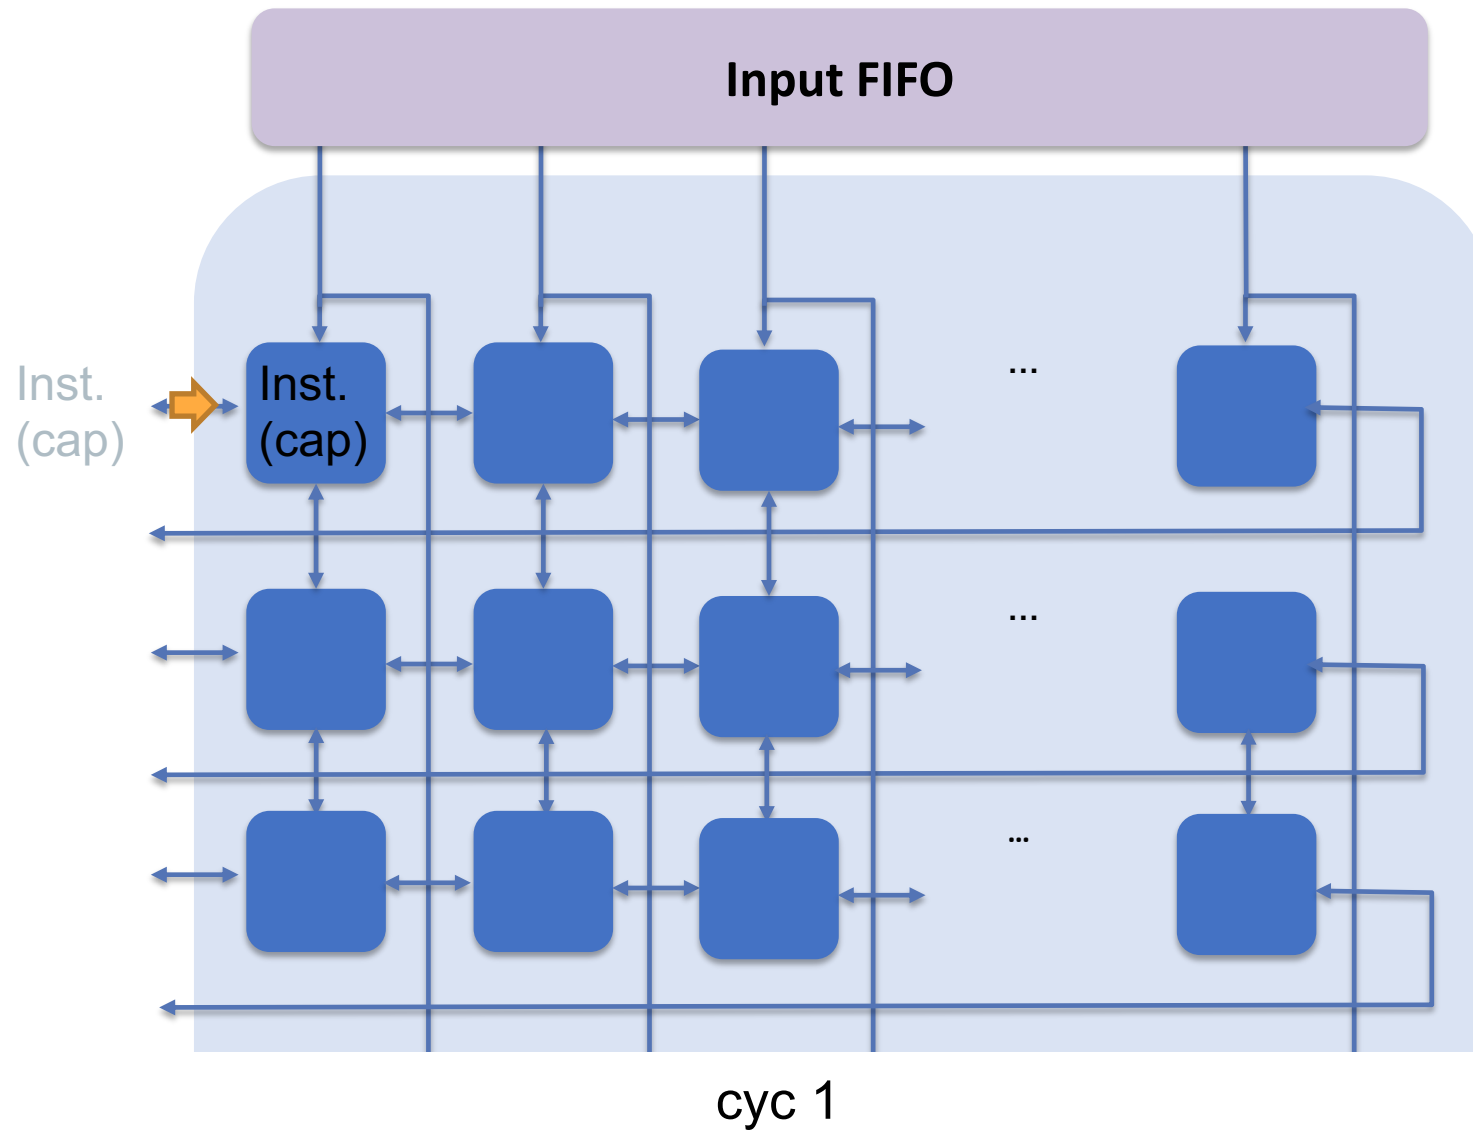 Input FIFO
...
Inst.
(cap)
Inst.
(cap)
...
...
cyc 1